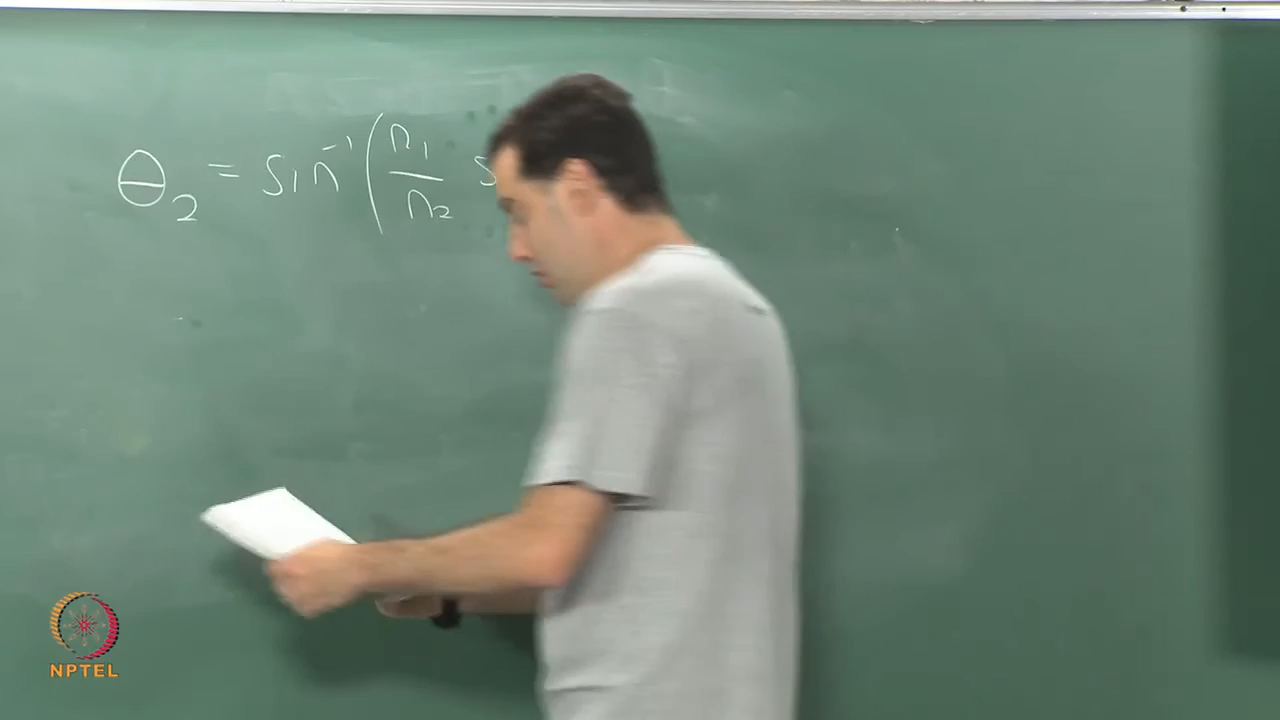 θ₂ = sin⁻¹ (n₁/n₂ s
NPTEL